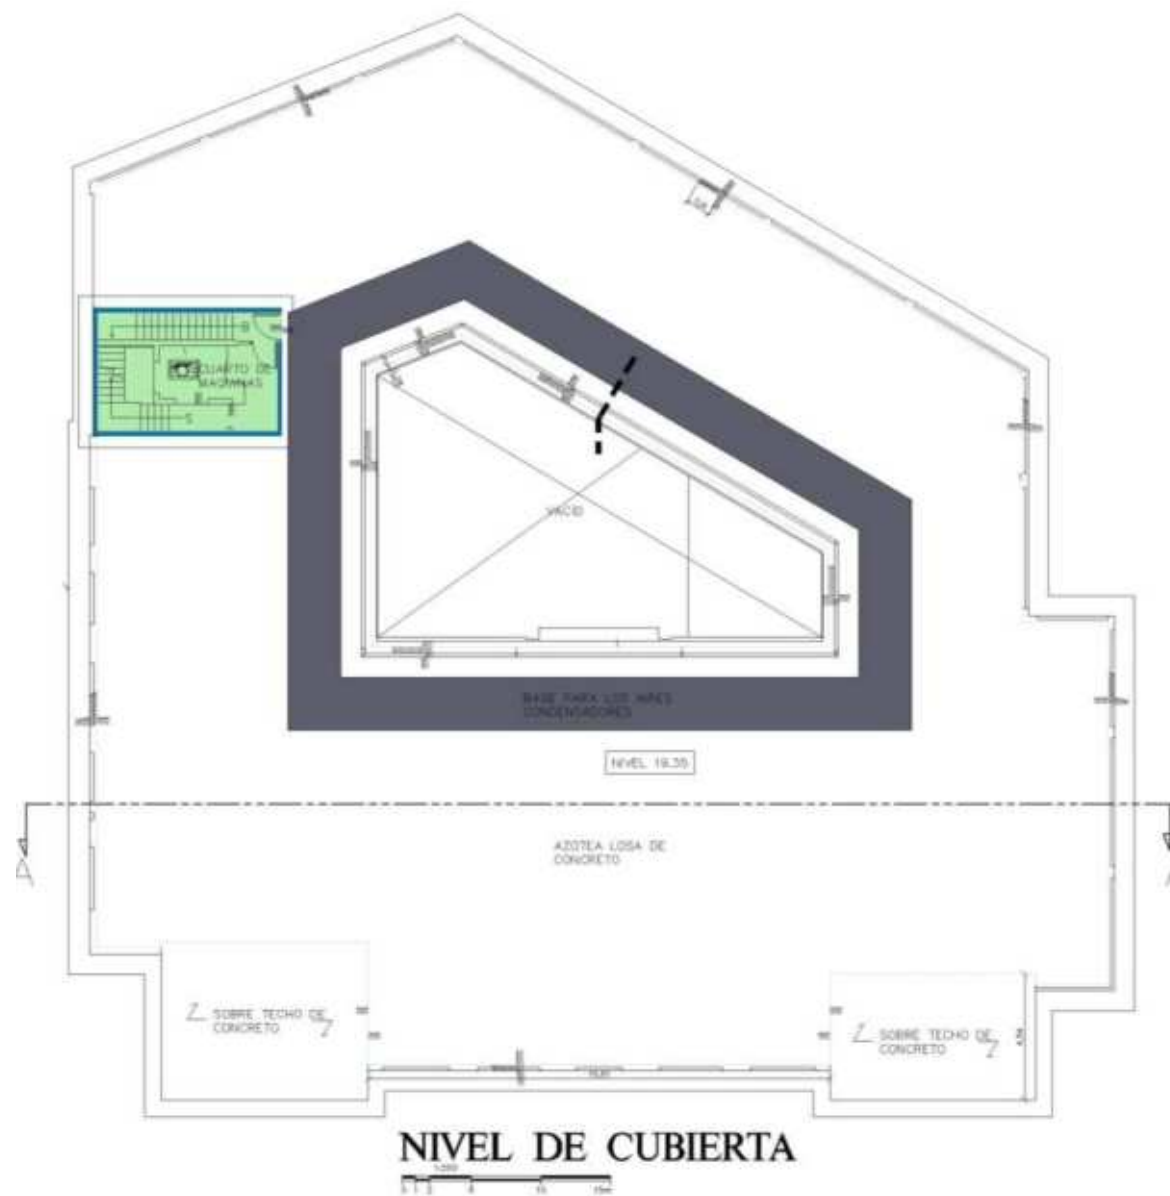 CUARTO DE
MAQUINAS
S
VACIO
BASE PARA LOS AIRES
CONDENSADORES
NIVEL 19.35
AZOTEA LOSA DE
CONCRETO
A
SOBRE TECHO DE
CONCRETO
SOBRE TECHO DE
CONCRETO
NIVEL DE CUBIERTA